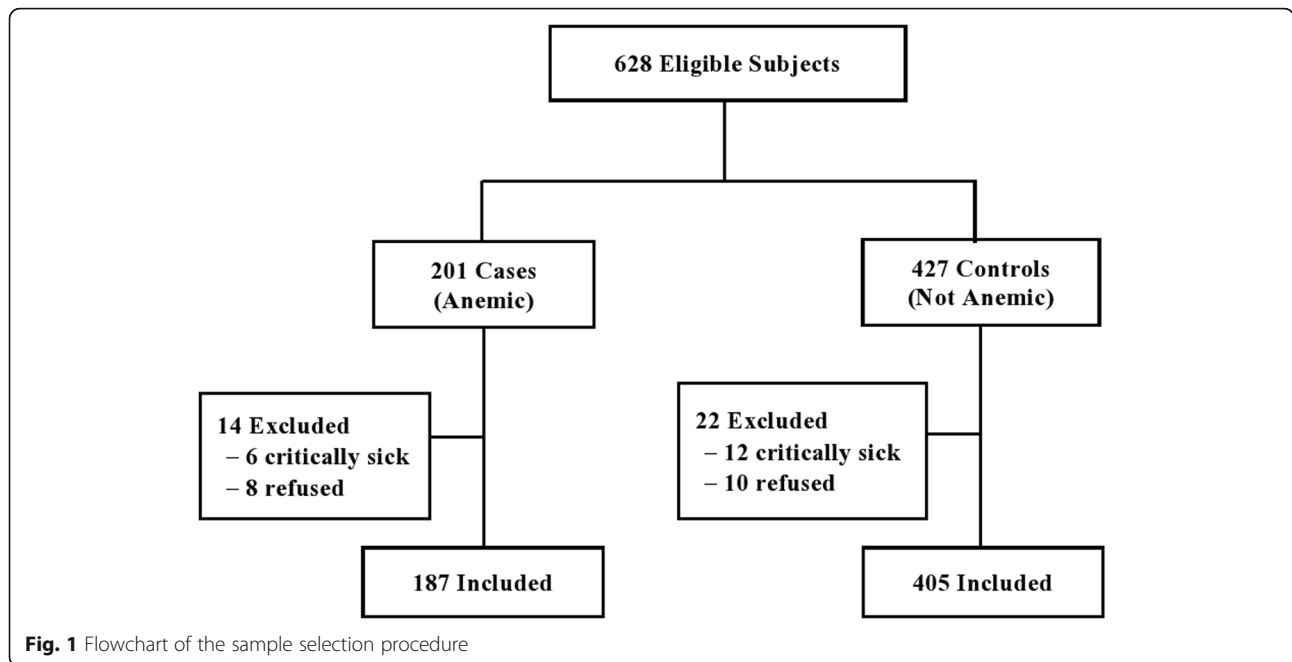 628 Eligible Subjects
201 Cases
(Anemic)
427 Controls
(Not Anemic)
14 Excluded
– 6 critically sick
– 8 refused
22 Excluded
– 12 critically sick
– 10 refused
187 Included
405 Included
Fig. 1 Flowchart of the sample selection procedure